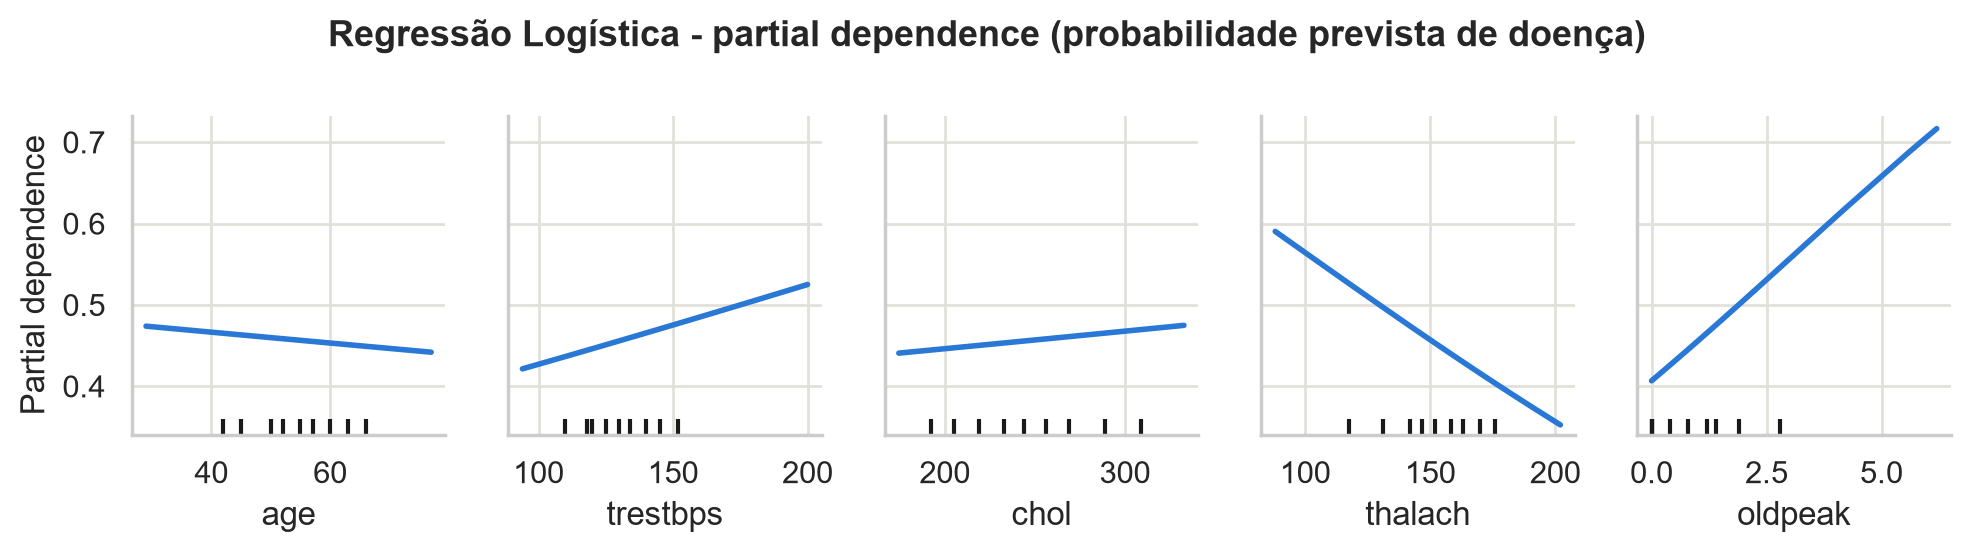 Regressão Logística - partial dependence (probabilidade prevista de doença)
Partial dependence
0.7
0.6
0.5
0.4
40 60
100 150 200
200 300
100 150 200
0.0 2.5 5.0
age
trestbps
chol
thalach
oldpeak